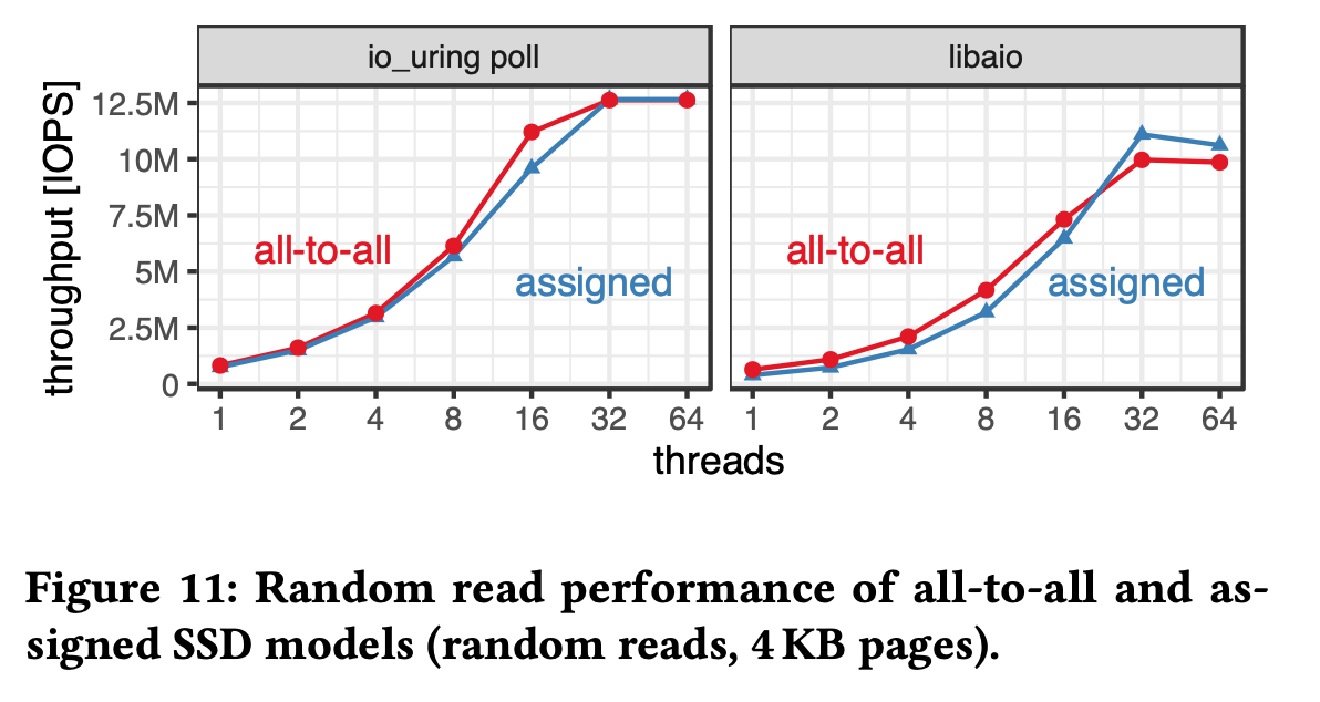 io_uring poll
libaio
throughput [IOPS]
12.5M
10M
7.5M
5M
2.5M
0
all-to-all
assigned
all-to-all
assigned
1 2 4 8 16 32 64
1 2 4 8 16 32 64
threads
Figure 11: Random read performance of all-to-all and as-
signed SSD models (random reads, 4 KB pages).